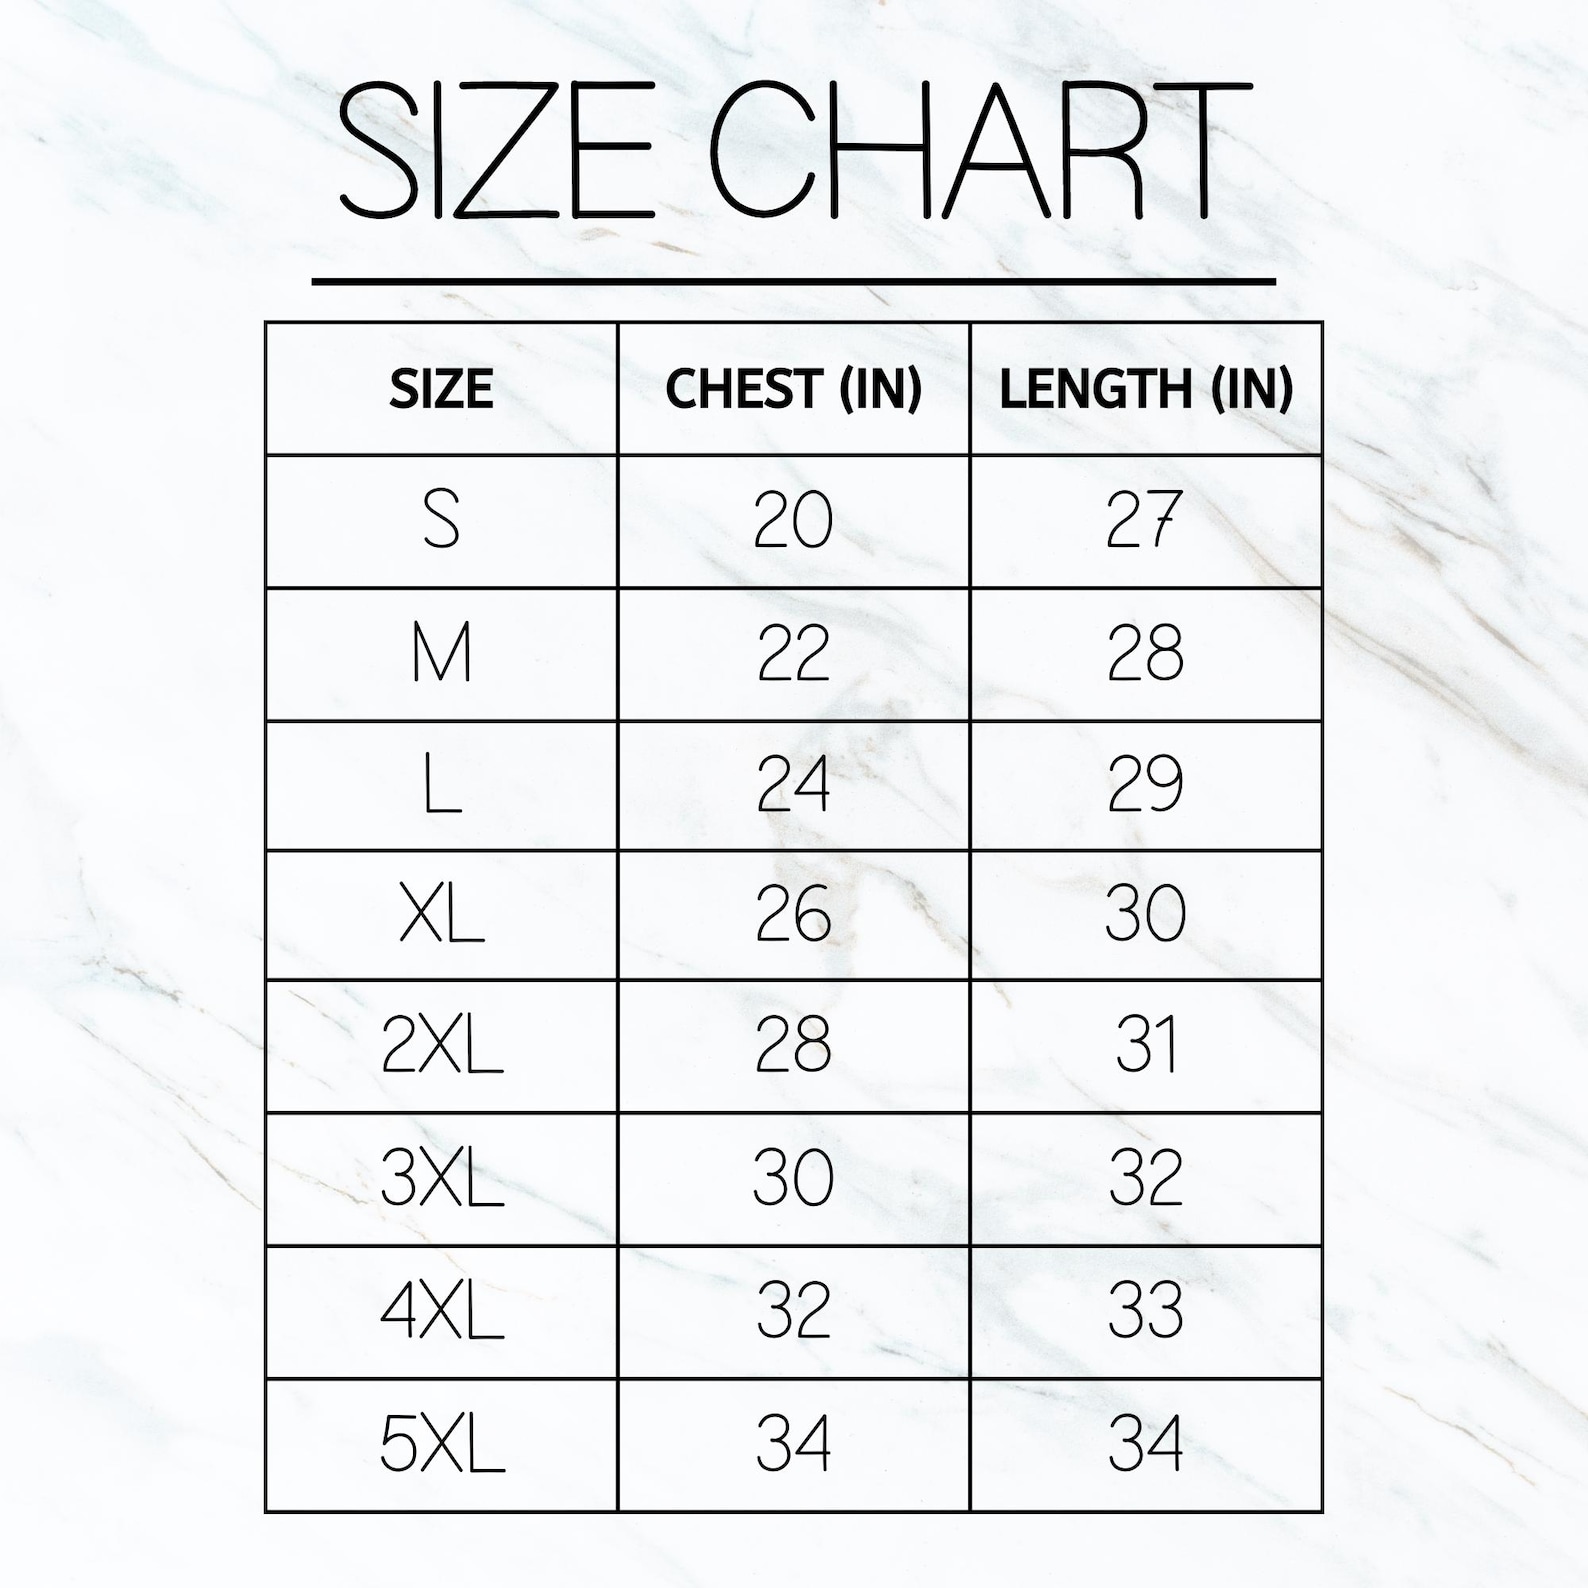 SIZE CHART
SIZE CHEST (IN) LENGTH (IN)
S 20 27
M 22 28
L 24 29
XL 26 30
2XL 28 31
3XL 30 32
4XL 32 33
5XL 34 34